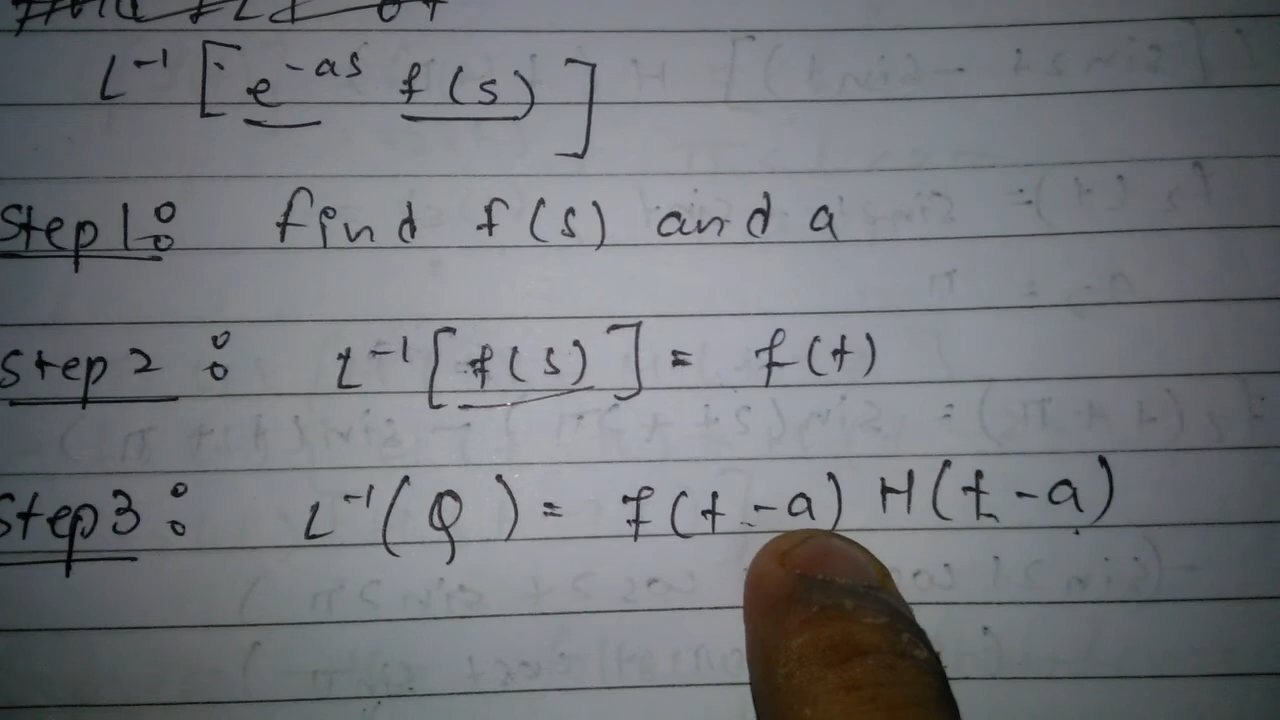 L⁻¹ [ e⁻ᵃˢ f(s) ]
Step 1: find f(s) and a
Step 2 : L⁻¹ [ f(s) ] = f(t)
Step 3 : L⁻¹ (Q) = f(t - a) H(t - a)